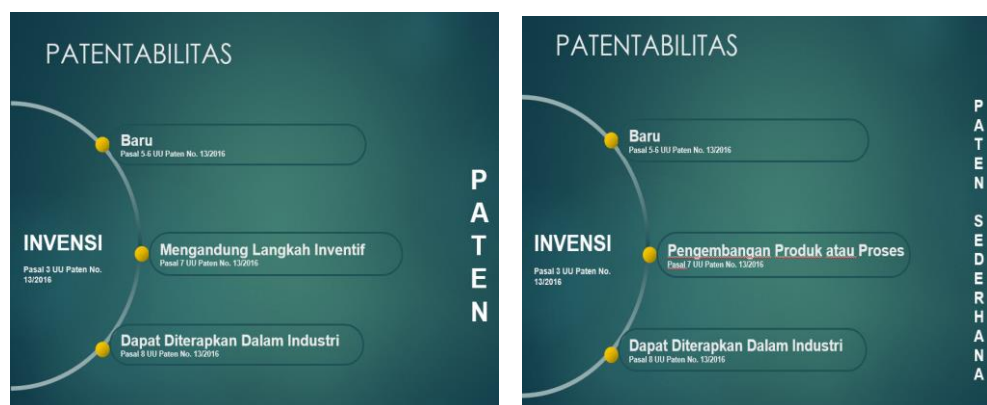 PATENTABILITAS
Baru
Pasal 5-6 UU Paten No. 13/2016
INVENSI
Pasal 3 UU Paten No.
13/2016
Mengandung Langkah Inventif
Pasal 7 UU Paten No. 13/2016
Dapat Diterapkan Dalam Industri
Pasal 8 UU Paten No. 13/2016
PATEN
PATENTABILITAS
Baru
Pasal 5-6 UU Paten No. 13/2016
INVENSI
Pasal 3 UU Paten No.
13/2016
Pengembangan Produk atau Proses
Pasal 7 UU Paten No. 13/2016
Dapat Diterapkan Dalam Industri
Pasal 8 UU Paten No. 13/2016
PATEN SEDERHANA